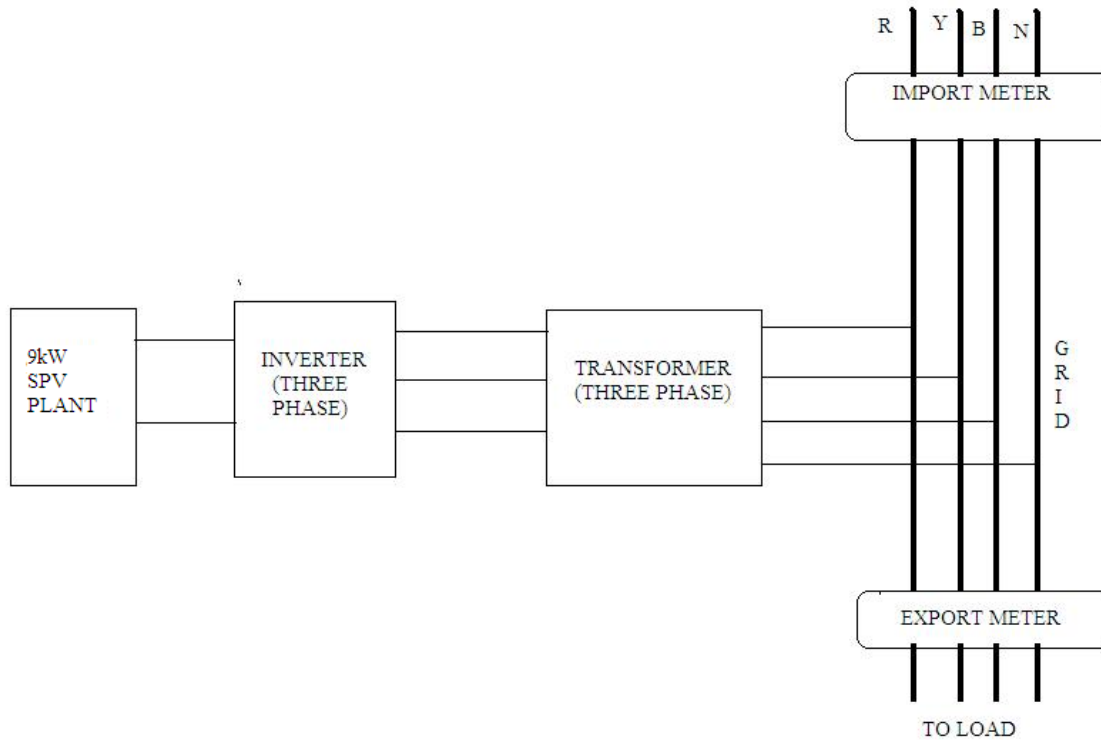 R Y B N
IMPORT METER
9kW
SPV
PLANT
INVERTER
(THREE
PHASE)
TRANSFORMER
(THREE PHASE)
G
R
I
D
EXPORT METER
TO LOAD